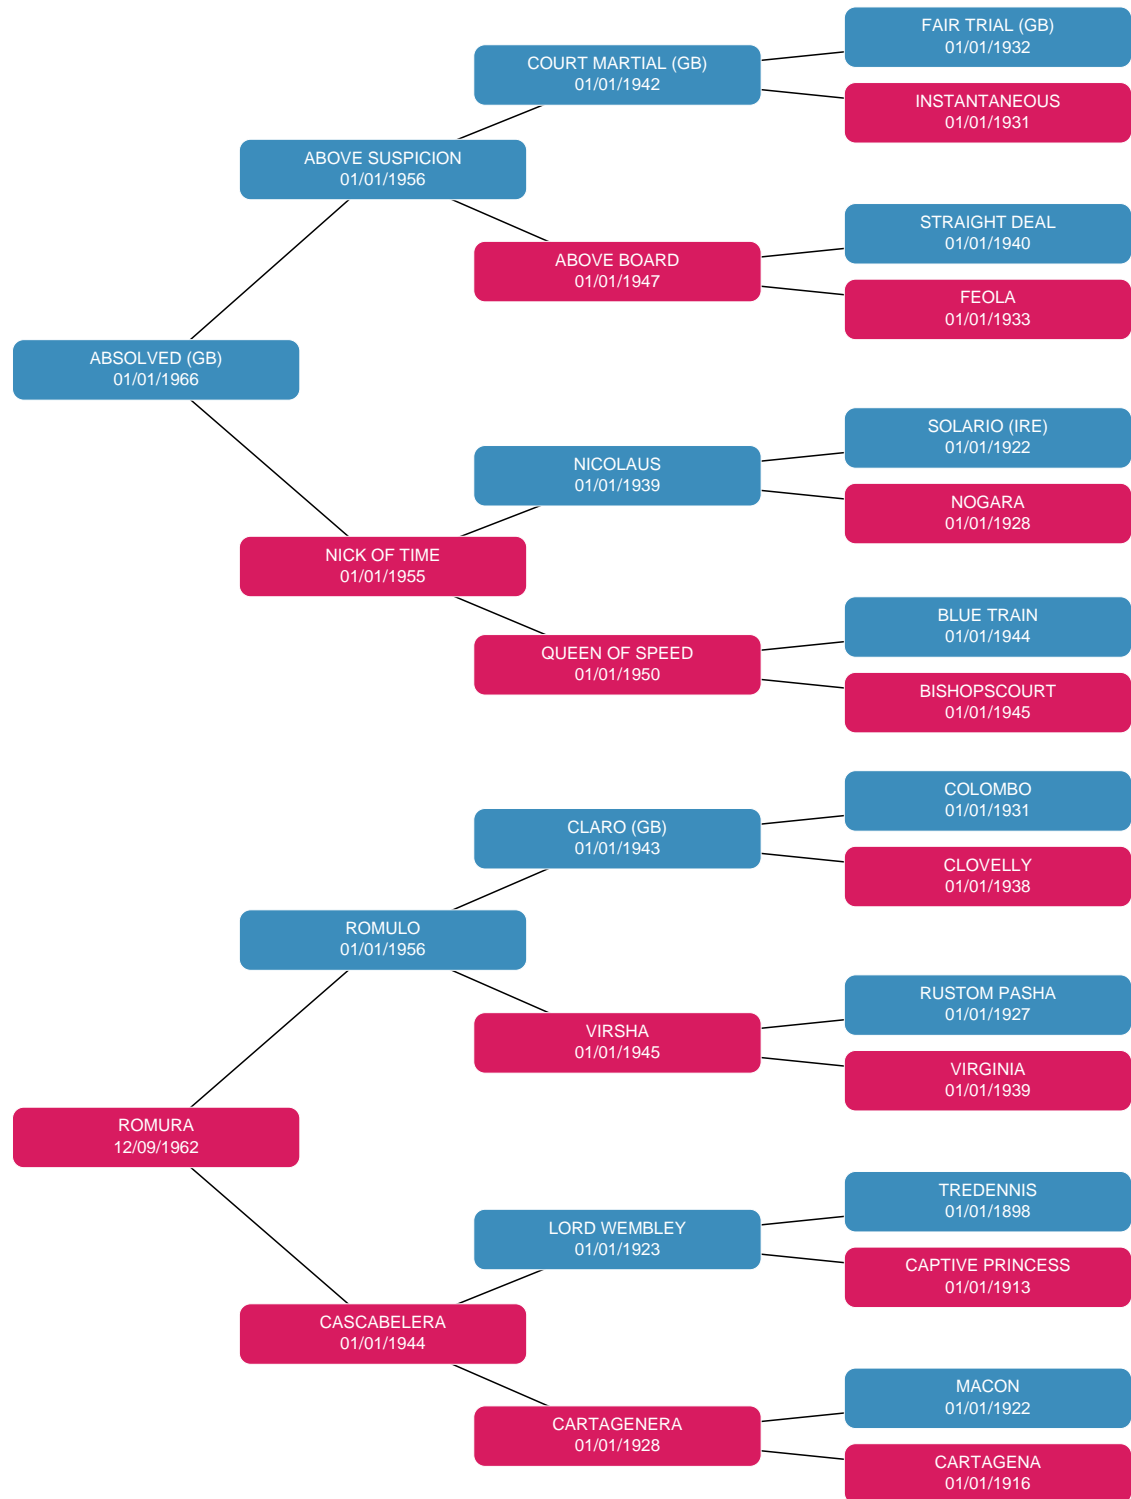 FAIR TRIAL (GB)
01/01/1932
COURT MARTIAL (GB)
01/01/1942
INSTANTANEOUS
01/01/1931
ABOVE SUSPICION
01/01/1956
STRAIGHT DEAL
01/01/1940
ABOVE BOARD
01/01/1947
FEOLA
01/01/1933
ABSOLVED (GB)
01/01/1966
SOLARIO (IRE)
01/01/1922
NICOLAUS
01/01/1939
NOGARA
01/01/1928
NICK OF TIME
01/01/1955
BLUE TRAIN
01/01/1944
QUEEN OF SPEED
01/01/1950
BISHOPSCOURT
01/01/1945
COLOMBO
01/01/1931
CLARO (GB)
01/01/1943
CLOVELLY
01/01/1938
ROMULO
01/01/1956
RUSTOM PASHA
01/01/1927
VIRSHA
01/01/1945
VIRGINIA
01/01/1939
ROMURA
12/09/1962
TREDENNIS
01/01/1898
LORD WEMBLEY
01/01/1923
CAPTIVE PRINCESS
01/01/1913
CASCABELERA
01/01/1944
MACON
01/01/1922
CARTAGENERA
01/01/1928
CARTAGENA
01/01/1916